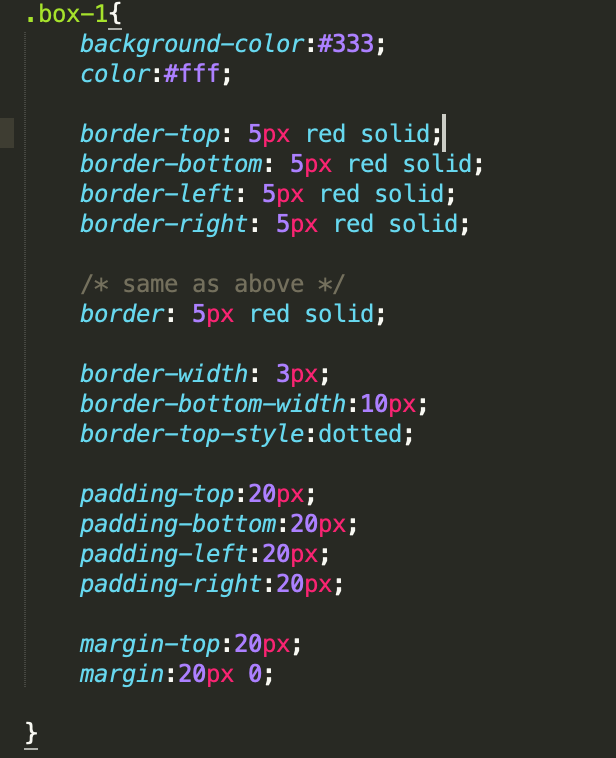 .box-1{
background-color:#333;
color:#fff;
border-top: 5px red solid;
border-bottom: 5px red solid;
border-left: 5px red solid;
border-right: 5px red solid;
/* same as above */
border: 5px red solid;
border-width: 3px;
border-bottom-width:10px;
border-top-style:dotted;
padding-top:20px;
padding-bottom:20px;
padding-left:20px;
padding-right:20px;
margin-top:20px;
margin:20px 0;
}